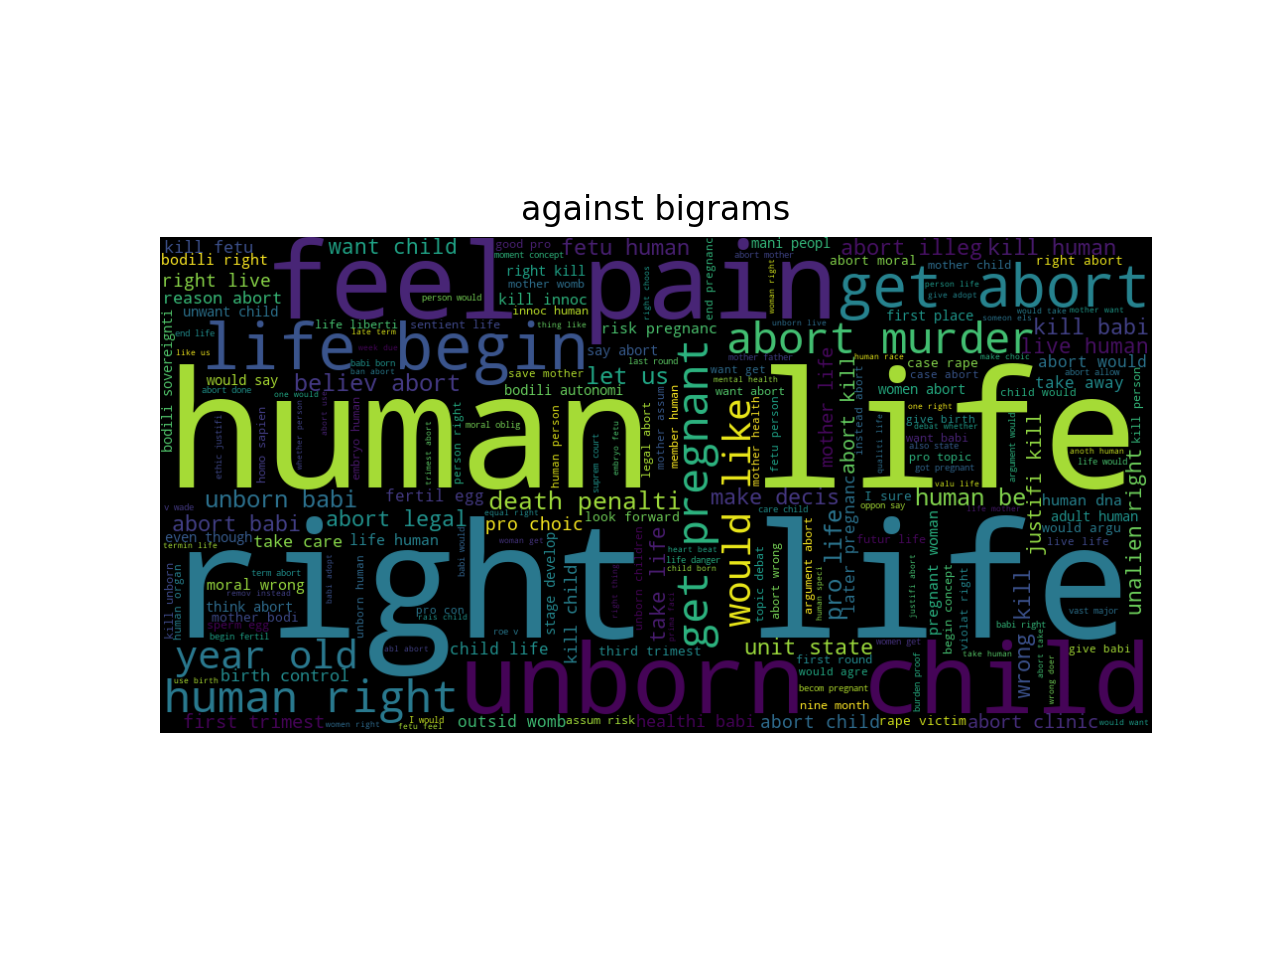 against bigrams
kill fetu
want child
good pro
fetu human
mani peopl
abort illeg
kill human
bodili right
feel pain
moment concept
abort mother
abort moral
mother child
right abort
right live
right kill
mother womb
get abort
person life
give adopt
reason abort
person would
kill innoc
right choos
end pregnanc
woman right
unwant child
innoc human
first place
would take
mother want
someon els
life liberti
sentient life
thing like
risk pregnanc
unborn live
abort murder
kill babi
end life
late term
life begin
say abort
live human
like us
week due
last round
mother father
human race
make choic
babi born
ban abort
save mother
let us
want get
case rape
abort would
abort allow
would say
believ abort
mental health
case abort
women abort
take away
abort done
one would
bodili autonomi
want abort
child would
bodili sovereignti
human life
one right
give birth
debat whether
moral oblig
want babi
also state
anoth human
pro topic
life would
got pregnant
ethic justifi
homo sapien
whether person
abort use
embryo human
trimest abort
person right
human person
suprem court
embryo fetu
legal abort
mother assum
member human
get pregnant
would like
mother health
mother life
abort kill
instead abort
qualiti life
argument would
justifi kill
kill person
unallen right
unborn babi
fertil egg
death penalti
make decis
I sure
valu life
human be
human dna
v wade
look forward
care child
oppon say
life mother
adult human
abort babi
abort legal
pro choic
equal right
would argu
even though
take care
life human
woman get
futur life
live life
termin life
right life
heart beat
life danger
child born
term abort
moral wrong
remov instead
think abort
pro con
rais child
vast major
mother bodi
sperm egg
roe v
babi right
begin fertil
abl abort
child life
third trimest
unit state
women get
give babi
kill unborn
human organ
babi adopt
unborn human
babi would
stage develop
kill child
right thing
unborn children
take life
prima faci
topic debat
abort wrong
argument abort
human speci
pro life
later pregnanc
justifi abort
pregnant woman
begin concept
violat right
wrong kill
abort take
wrong doer
burden proof
year old
first round
take human
birth control
would agre
use birth
human right
unborn child
becom pregnant
nine month
first trimest
women right
I would
fetu feel
outsid womb
assum risk
healthi babi
abort child
rape victim
abort clinic
would want